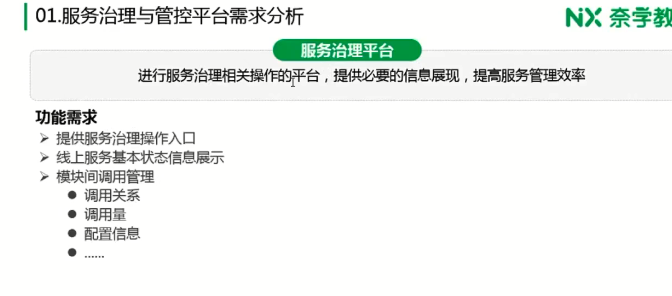 01.服务治理与管控平台需求分析
NX 奈学教
服务治理平台
进行服务治理相关操作的平台，提供必要的信息展现，提高服务管理效率
功能需求
➢ 提供服务治理操作入口
➢ 线上服务基本状态信息展示
➢ 模块间调用管理
● 调用关系
● 调用量
● 配置信息
● ......